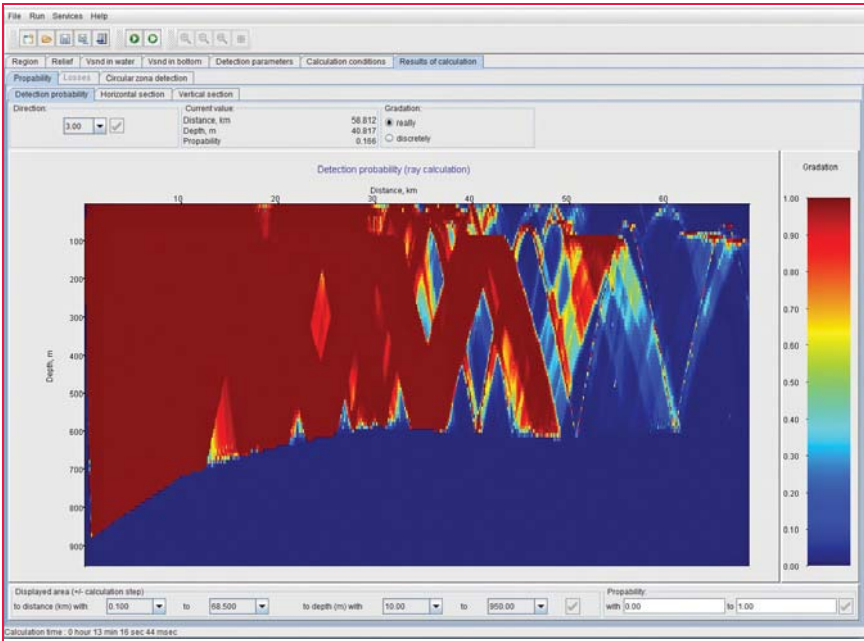 File Run Services Help
Region Relief Vsnd in water Vsnd in bottom Detection parameters Calculation conditions Results of calculation
Propability Losses Circular zona detection
Detection probability Horizontal section Vertical section
Direction: Current value: Gradation:
3.00 Distance, km 58.812 really
Depth, m 40.817
Propability 0.166 discretely
Detection probability (ray calculation) Gradation
Distance, km
10 20 30 40 50 60
100
200
300
400
500
600
700
800
900
Depth, m
1.00
0.90
0.80
0.70
0.60
0.50
0.40
0.30
0.20
0.10
0.00
Displayed area (+/- calculation step) Propability:
to distance (km) with 0.100 to 68.500 to depth (m) with 10.00 to 950.00 with 0.00 to 1.00
Calculation time : 0 hour 13 min 16 sec 44 msec